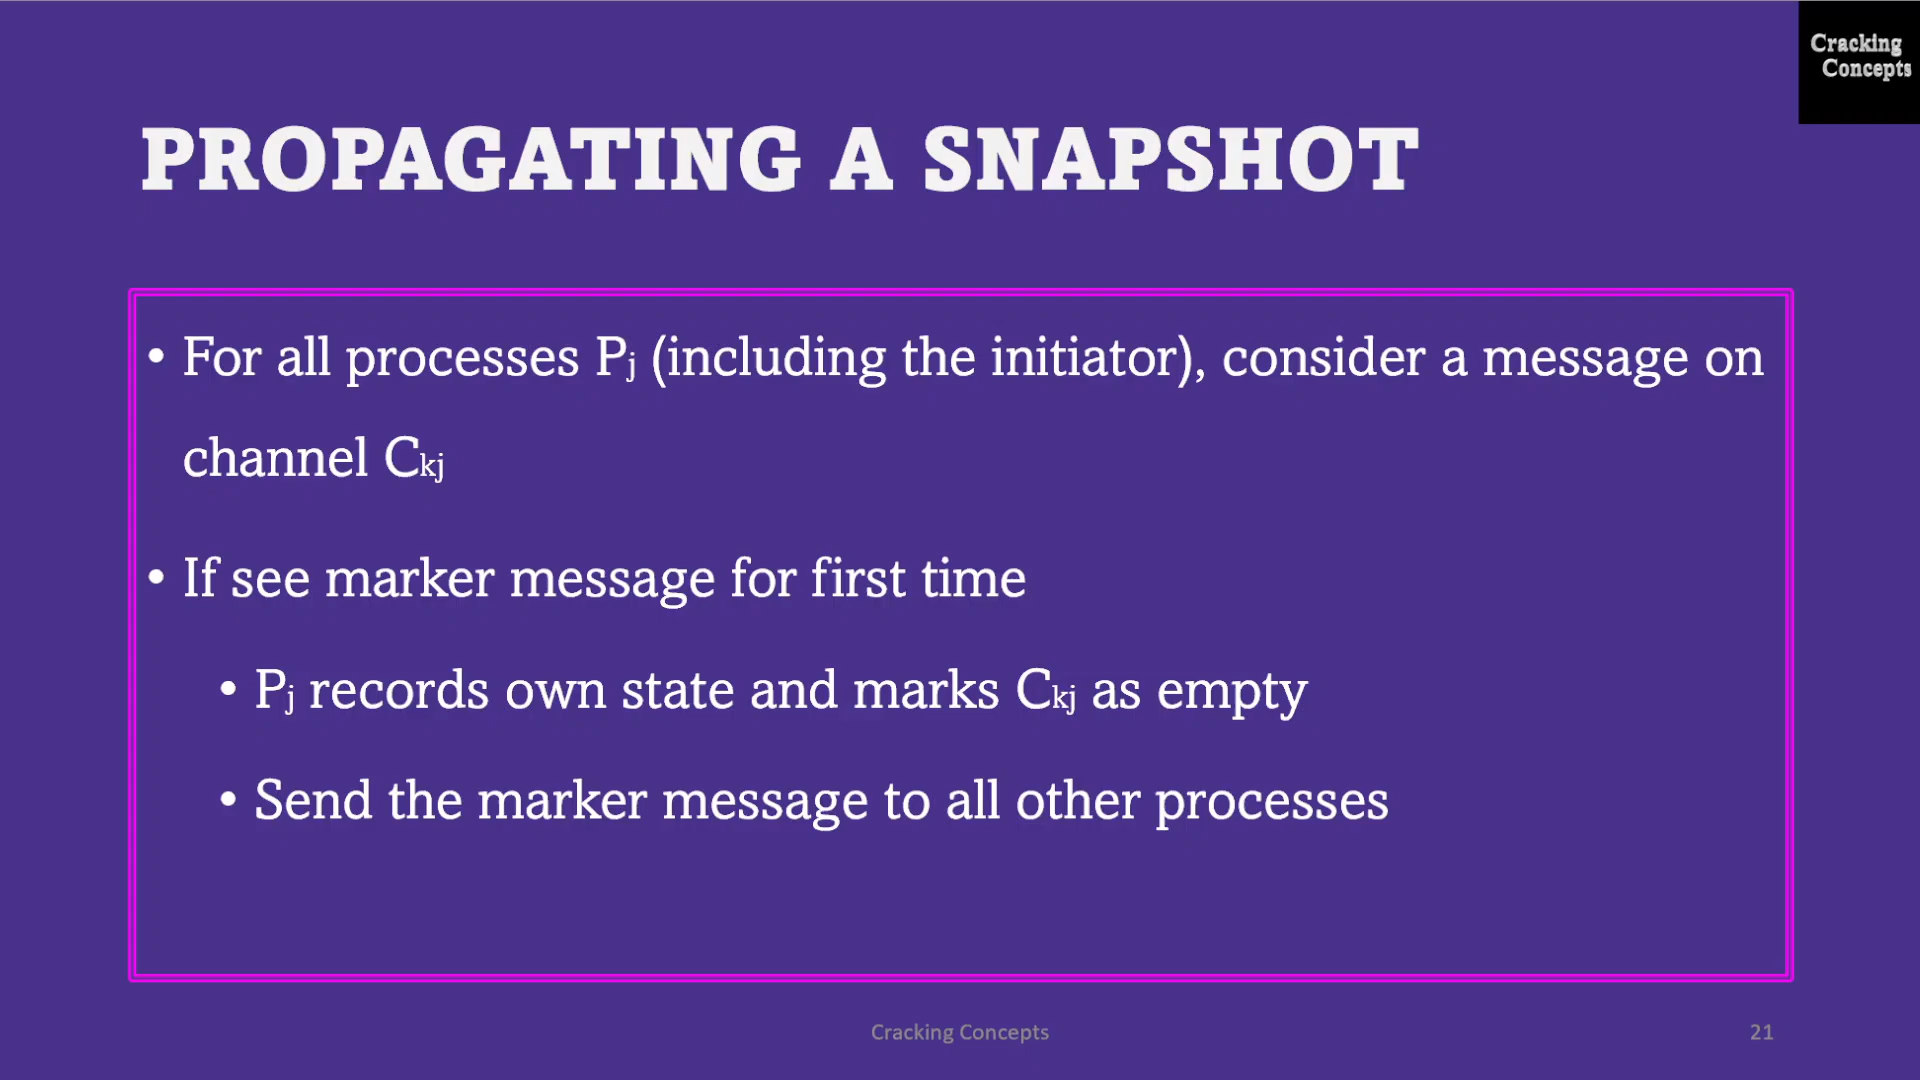 Cracking
Concepts
PROPAGATING A SNAPSHOT
• For all processes Pj (including the initiator), consider a message on
channel Ckj
• If see marker message for first time
• Pj records own state and marks Ckj as empty
• Send the marker message to all other processes
Cracking Concepts
21